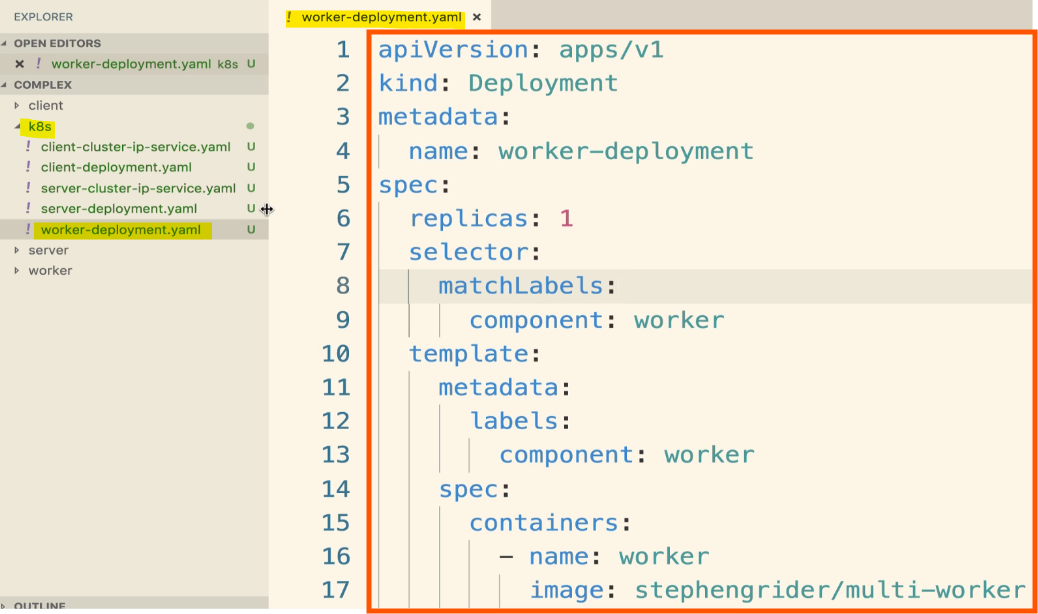 EXPLORER
OPEN EDITORS
× ! worker-deployment.yaml k8s U
COMPLEX
client
k8s
! client-cluster-ip-service.yaml U
! client-deployment.yaml U
! server-cluster-ip-service.yaml U
! server-deployment.yaml U
! worker-deployment.yaml U
server
worker
OUTLINE
! worker-deployment.yaml ×
1 apiVersion: apps/v1
2 kind: Deployment
3 metadata:
4   name: worker-deployment
5 spec:
6   replicas: 1
7   selector:
8     matchLabels:
9       component: worker
10   template:
11     metadata:
12       labels:
13         component: worker
14     spec:
15       containers:
16         - name: worker
17           image: stephengrider/multi-worker